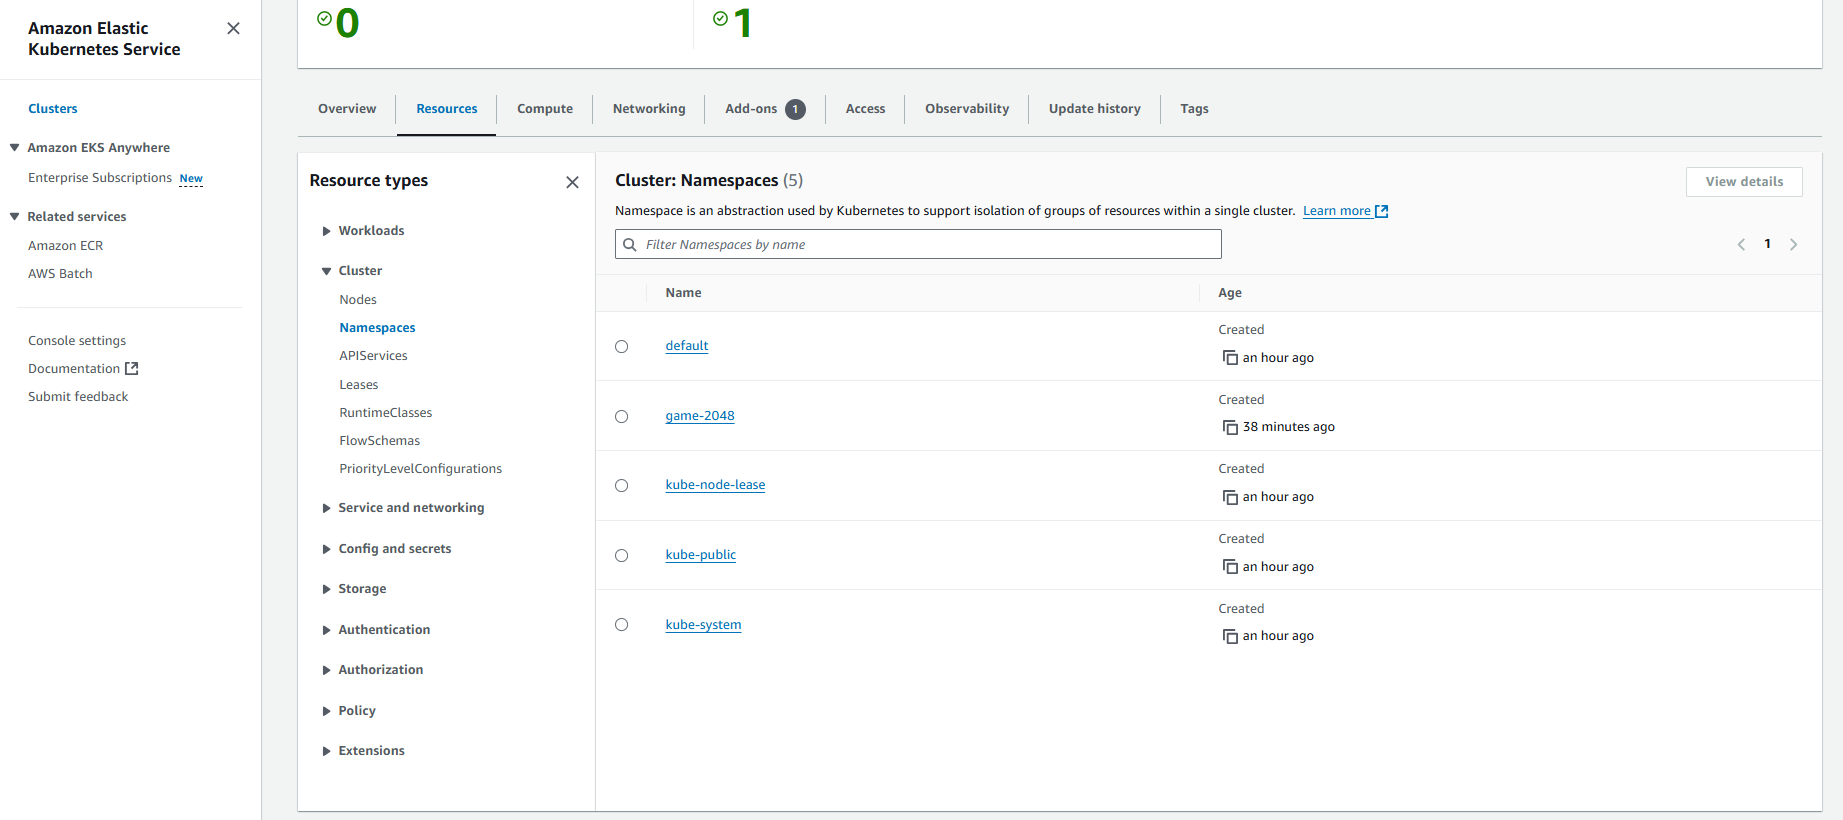 Amazon Elastic
Kubernetes Service
Clusters
Amazon EKS Anywhere
Enterprise Subscriptions New
Related services
Amazon ECR
AWS Batch
Console settings
Documentation
Submit feedback
0
1
Overview
Resources
Compute
Networking
Add-ons 1
Access
Observability
Update history
Tags
Resource types
Workloads
Cluster
Nodes
Namespaces
APIServices
Leases
RuntimeClasses
FlowSchemas
PriorityLevelConfigurations
Service and networking
Config and secrets
Storage
Authentication
Authorization
Policy
Extensions
Cluster: Namespaces (5)
View details
Namespace is an abstraction used by Kubernetes to support isolation of groups of resources within a single cluster. Learn more
Filter Namespaces by name
1
Name Age
Created
default
an hour ago
Created
game-2048
38 minutes ago
Created
kube-node-lease
an hour ago
Created
kube-public
an hour ago
Created
kube-system
an hour ago